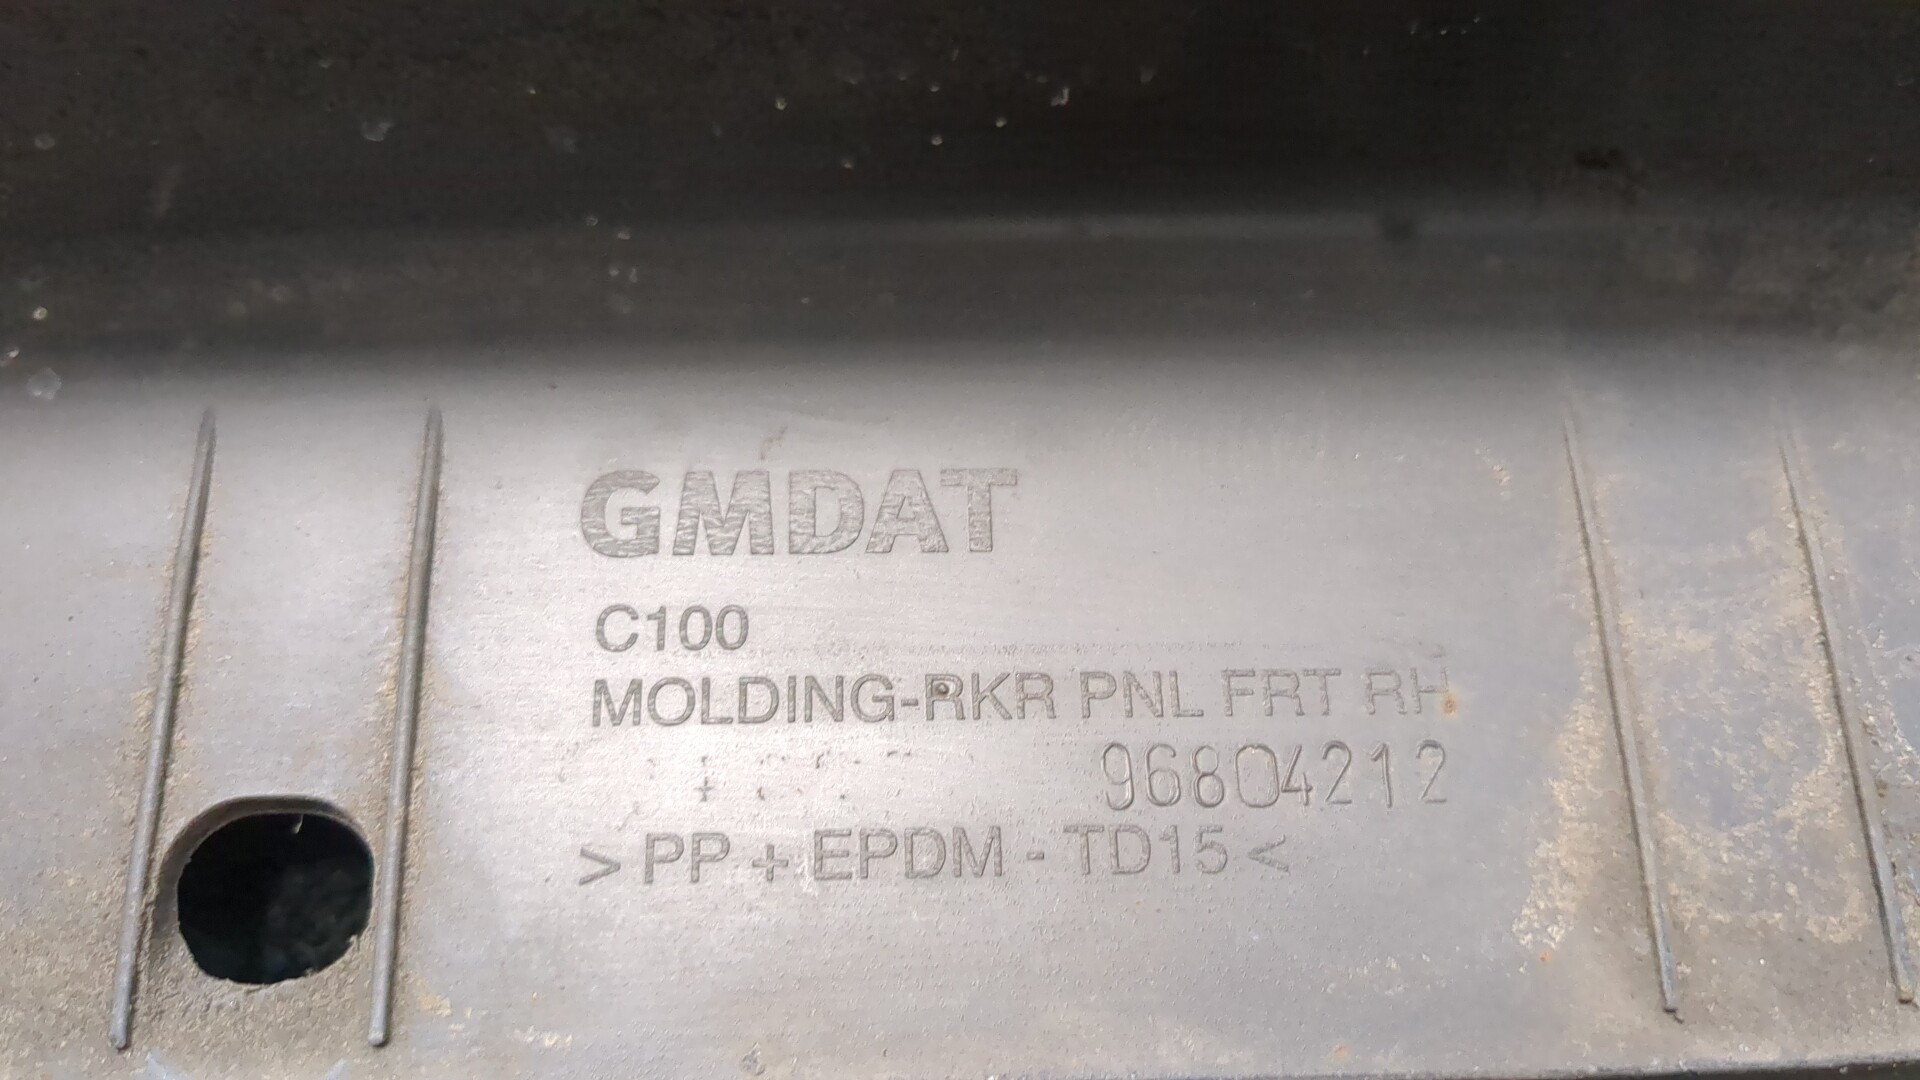 GMDAT
C100
MOLDING-RKR PNL FRT RH
96804212
>PP+EPDM-TD15<